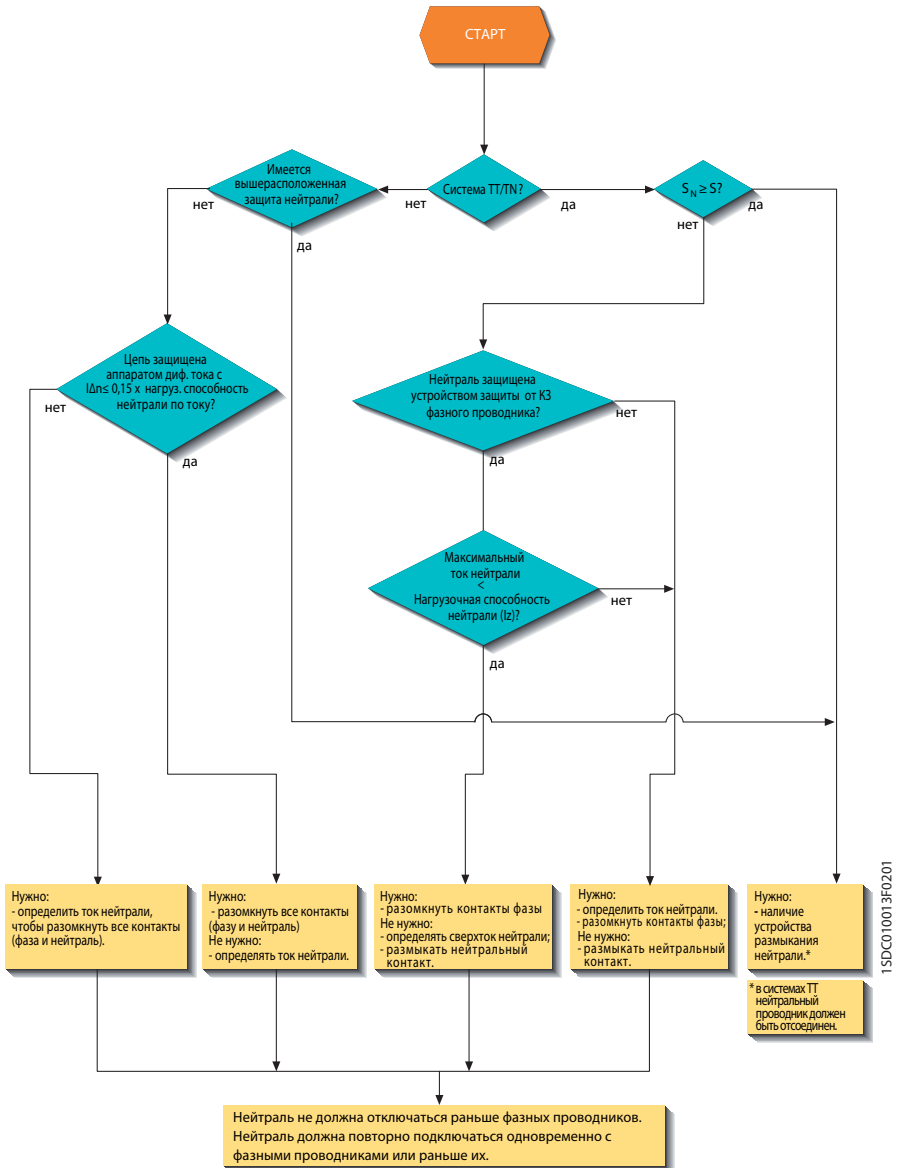 СТАРТ
Имеется
вышерасположенная
защита нейтрали?
Система TT/TN?
S N ≥ S?
нет
нет
да
да
нет
да
Цепь защищена
аппаратом диф. тока с
IΔn≤ 0,15 x нагруз. способность
нейтрали по току?
Нейтраль защищена
устройством защиты от КЗ
фазного проводника?
нет
нет
да
да
Максимальный
ток нейтрали
<
Нагрузочная способность
нейтрали (Iz)?
нет
да
Нужно:
- определить ток нейтрали,
чтобы разомкнуть все контакты
(фаза и нейтраль).
Нужно:
- разомкнуть все контакты
(фазу и нейтраль)
Не нужно:
- определять ток нейтрали.
Нужно:
- разомкнуть контакты фазы
Не нужно:
- определять сверхток нейтрали;
- размыкать нейтральный
контакт.
Нужно:
- определить ток нейтрали.
- разомкнуть контакты фазы;
Не нужно:
- размыкать нейтральный
контакт.
Нужно:
- наличие
устройства
размыкания
нейтрали.*
* в системах TT
нейтральный
проводник должен
быть отсоединен.
1SDC010013F0201
Нейтраль не должна отключаться раньше фазных проводников.
Нейтраль должна повторно подключаться одновременно с
фазными проводниками или раньше их.